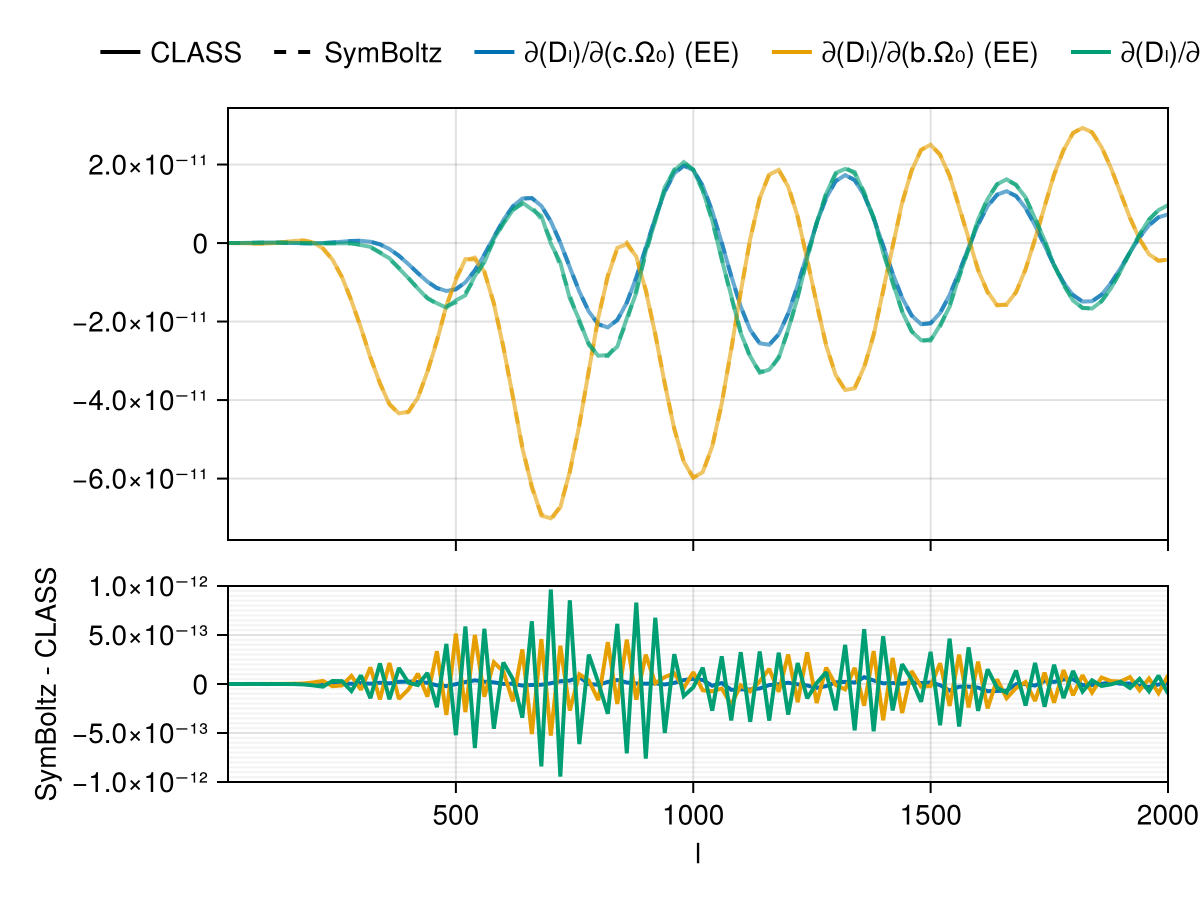 CLASS SymBoltz ∂(Dₗ)/∂(c.Ω₀) (EE) ∂(Dₗ)/∂(b.Ω₀) (EE) ∂(Dₗ)/∂
2.0×10⁻¹¹
0
−2.0×10⁻¹¹
−4.0×10⁻¹¹
−6.0×10⁻¹¹
SymBoltz - CLASS
1.0×10⁻¹²
5.0×10⁻¹³
0
−5.0×10⁻¹³
−1.0×10⁻¹²
500 1000 1500 2000
l